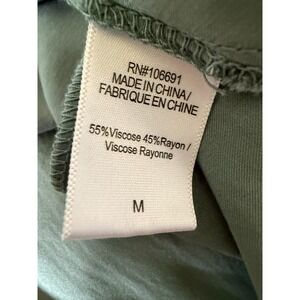 RN#106691
MADE IN CHINA/
FABRIQUE EN CHINE
55%Viscose 45%Rayon/
Viscose Rayonne
M